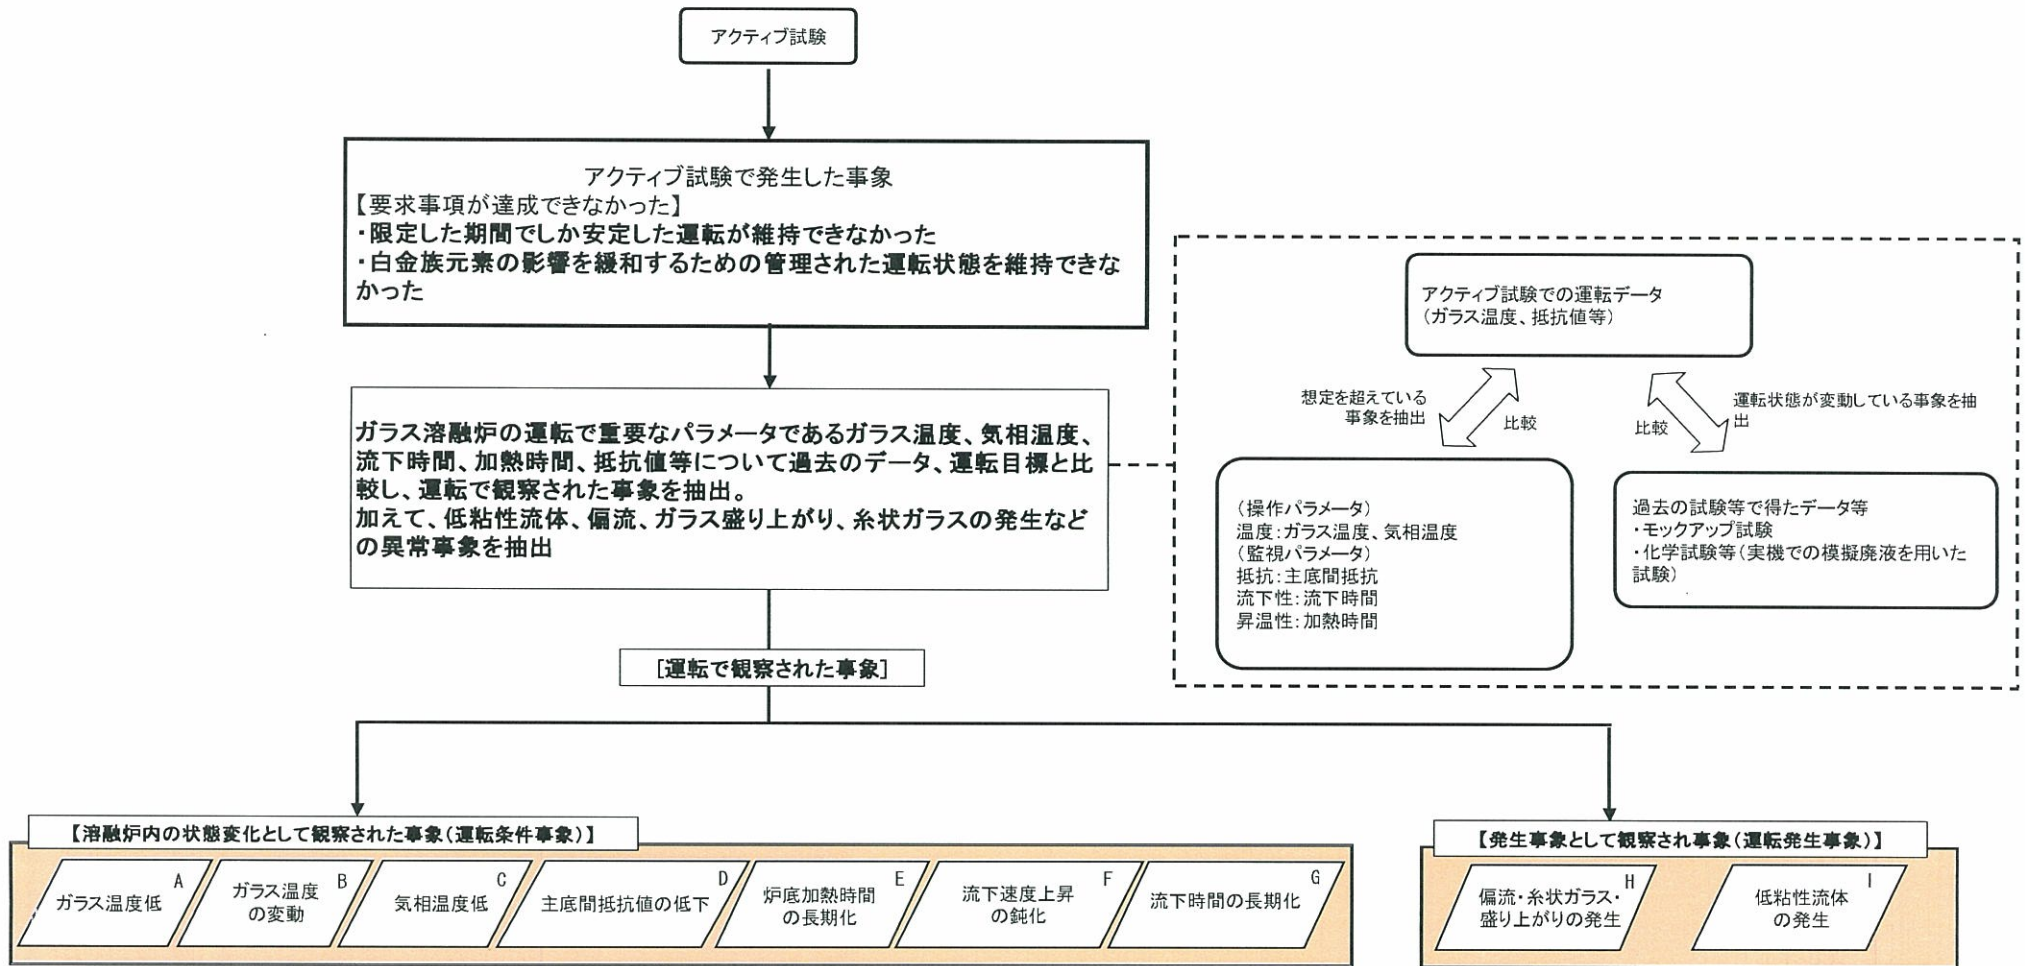 アクティブ試験
アクティブ試験で発生した事象
【要求事項が達成できなかった】
・限定した期間でしか安定した運転が維持できなかった
・白金族元素の影響を緩和するための管理された運転状態を維持できな
かった
ガラス溶融炉の運転で重要なパラメータであるガラス温度、気相温度、
流下時間、加熱時間、抵抗値等について過去のデータ、運転目標と比
較し、運転で観察された事象を抽出。
加えて、低粘性流体、偏流、ガラス盛り上がり、糸状ガラスの発生など
の異常事象を抽出
アクティブ試験での運転データ
(ガラス温度、抵抗値等)
想定を超えている
事象を抽出
比較
比較
運転状態が変動している事象を抽
出
(操作パラメータ)
温度:ガラス温度、気相温度
(監視パラメータ)
抵抗:主底間抵抗
流下性:流下時間
昇温性:加熱時間
過去の試験等で得たデータ等
・モックアップ試験
・化学試験等(実機での模擬廃液を用いた
試験)
[運転で観察された事象]
【溶融炉内の状態変化として観察された事象(運転条件事象)】
A
ガラス温度低
B
ガラス温度
の変動
C
気相温度低
D
主底間抵抗値の低下
E
炉底加熱時間
の長期化
F
流下速度上昇
の鈍化
G
流下時間の長期化
【発生事象として観察され事象(運転発生事象)】
H
偏流・糸状ガラス・
盛り上がりの発生
I
低粘性流体
の発生